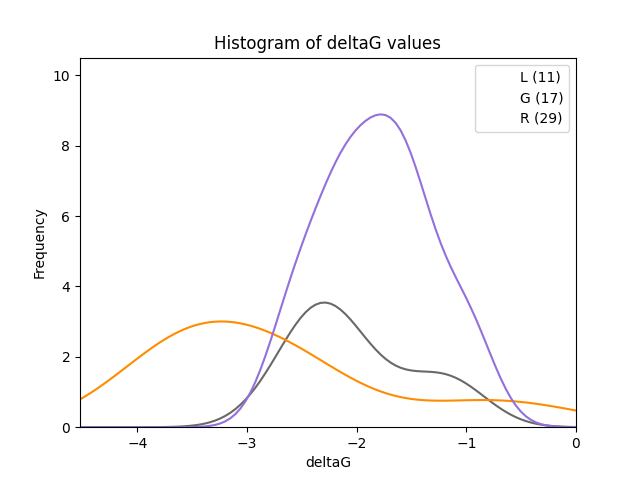 Histogram of deltaG values
L (11)
G (17)
R (29)
Frequency
10
8
6
4
2
0
−4
−3
−2
−1
0
deltaG